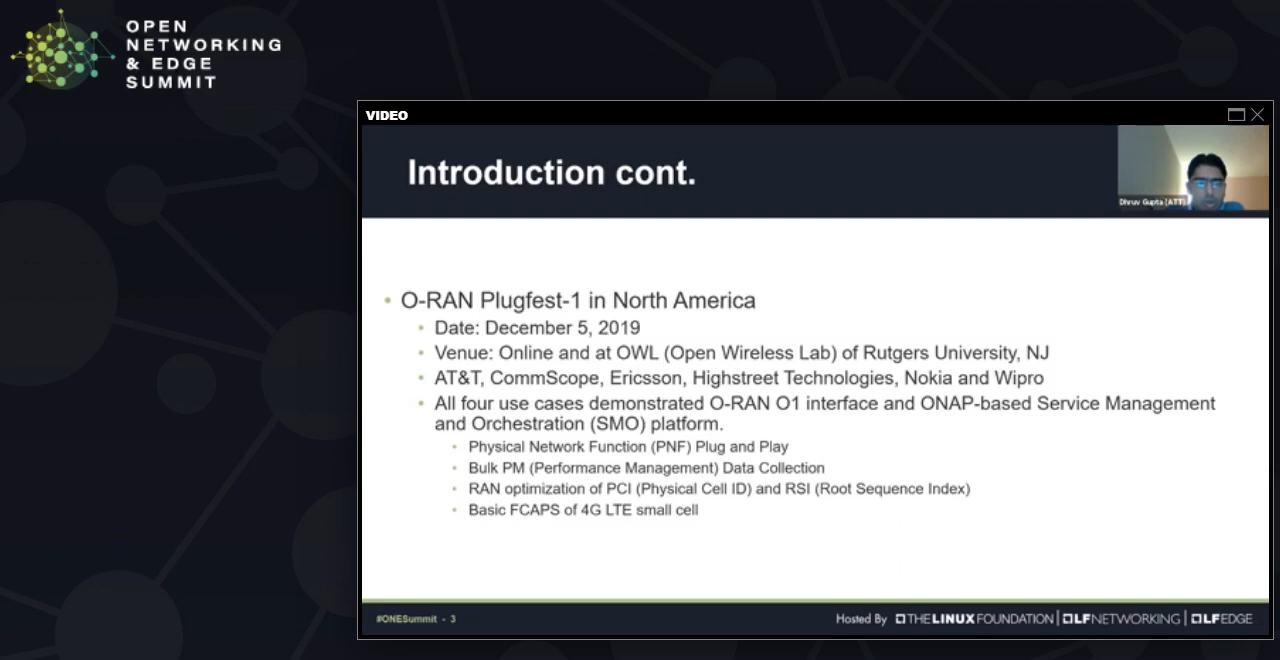 OPEN
NETWORKING
& EDGE
SUMMIT
VIDEO
Introduction cont.
Dhruv Gupta (ATT)
• O-RAN Plugfest-1 in North America
• Date: December 5, 2019
• Venue: Online and at OWL (Open Wireless Lab) of Rutgers University, NJ
• AT&T, CommScope, Ericsson, Highstreet Technologies, Nokia and Wipro
• All four use cases demonstrated O-RAN O1 interface and ONAP-based Service Management
and Orchestration (SMO) platform.
• Physical Network Function (PNF) Plug and Play
• Bulk PM (Performance Management) Data Collection
• RAN optimization of PCI (Physical Cell ID) and RSI (Root Sequence Index)
• Basic FCAPS of 4G LTE small cell
#ONESummit - 3
Hosted By THE LINUX FOUNDATION | LF NETWORKING | LF EDGE